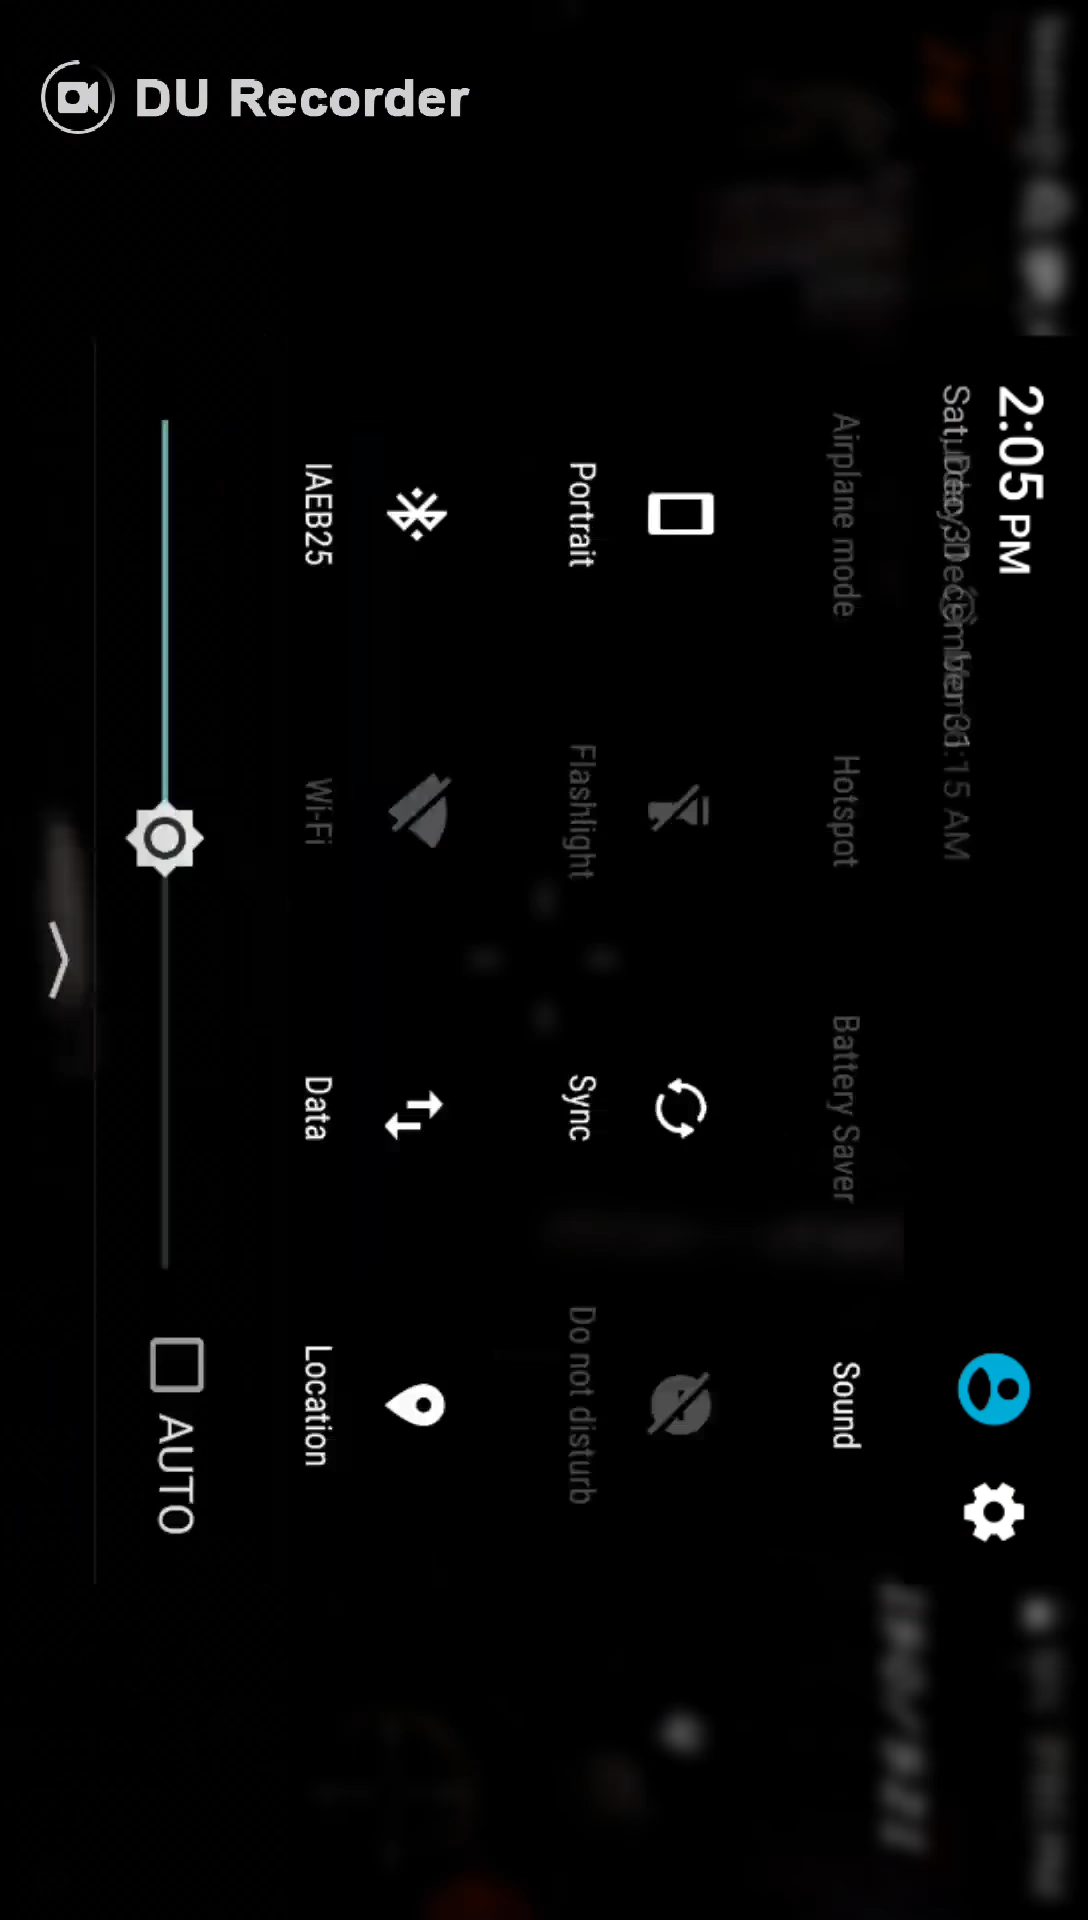 DU Recorder
2:05 PM
Airplane mode
Hotspot
Battery Saver
Sound
Portrait
Flashlight
Sync
Do not disturb
IAEB25
Wi-Fi
Data
Location
AUTO